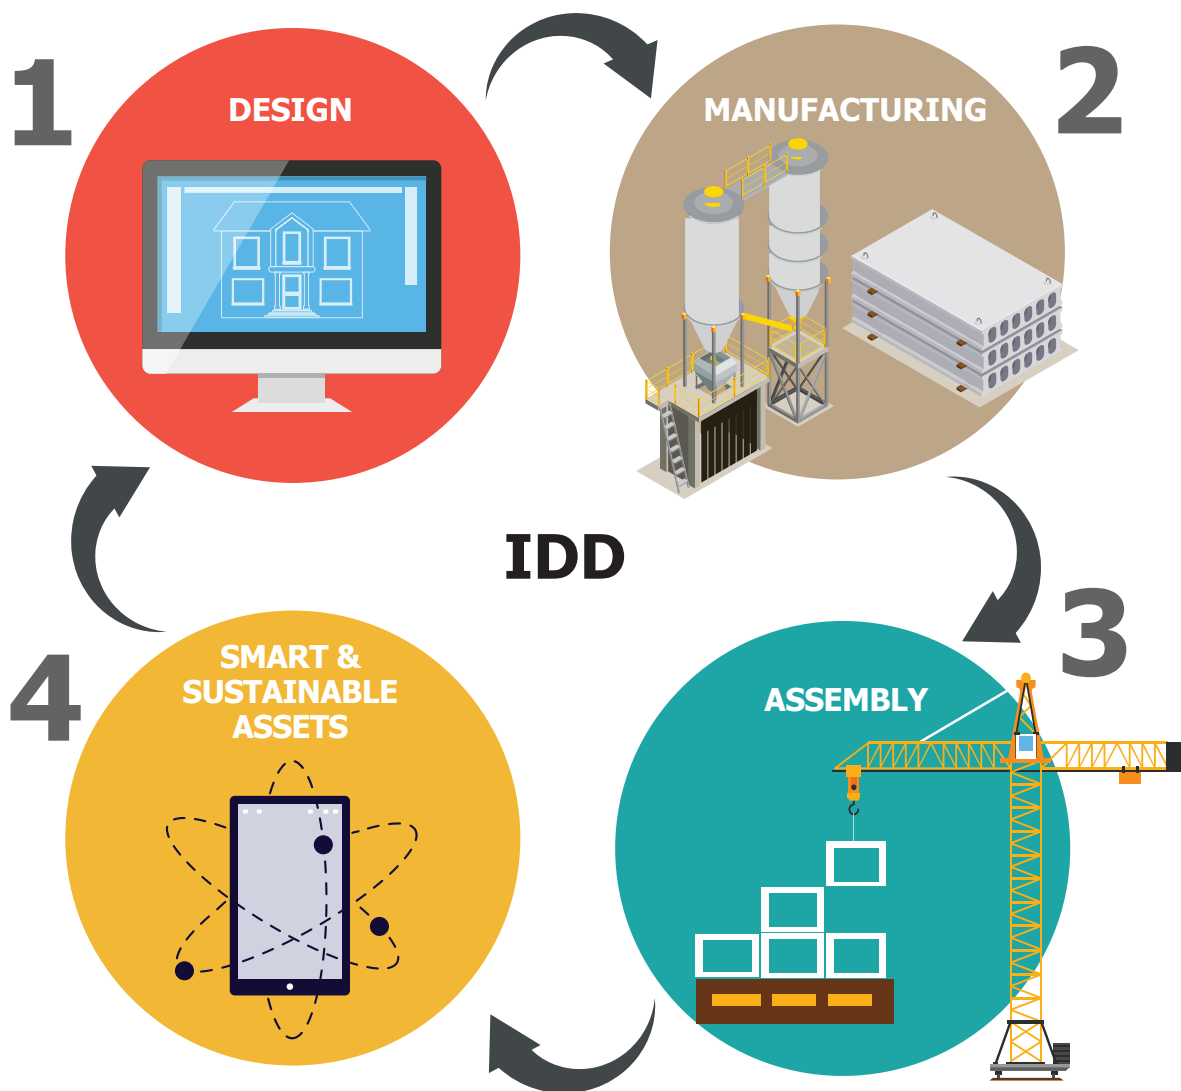 1
DESIGN
2
MANUFACTURING
IDD
3
ASSEMBLY
4
SMART &
SUSTAINABLE
ASSETS